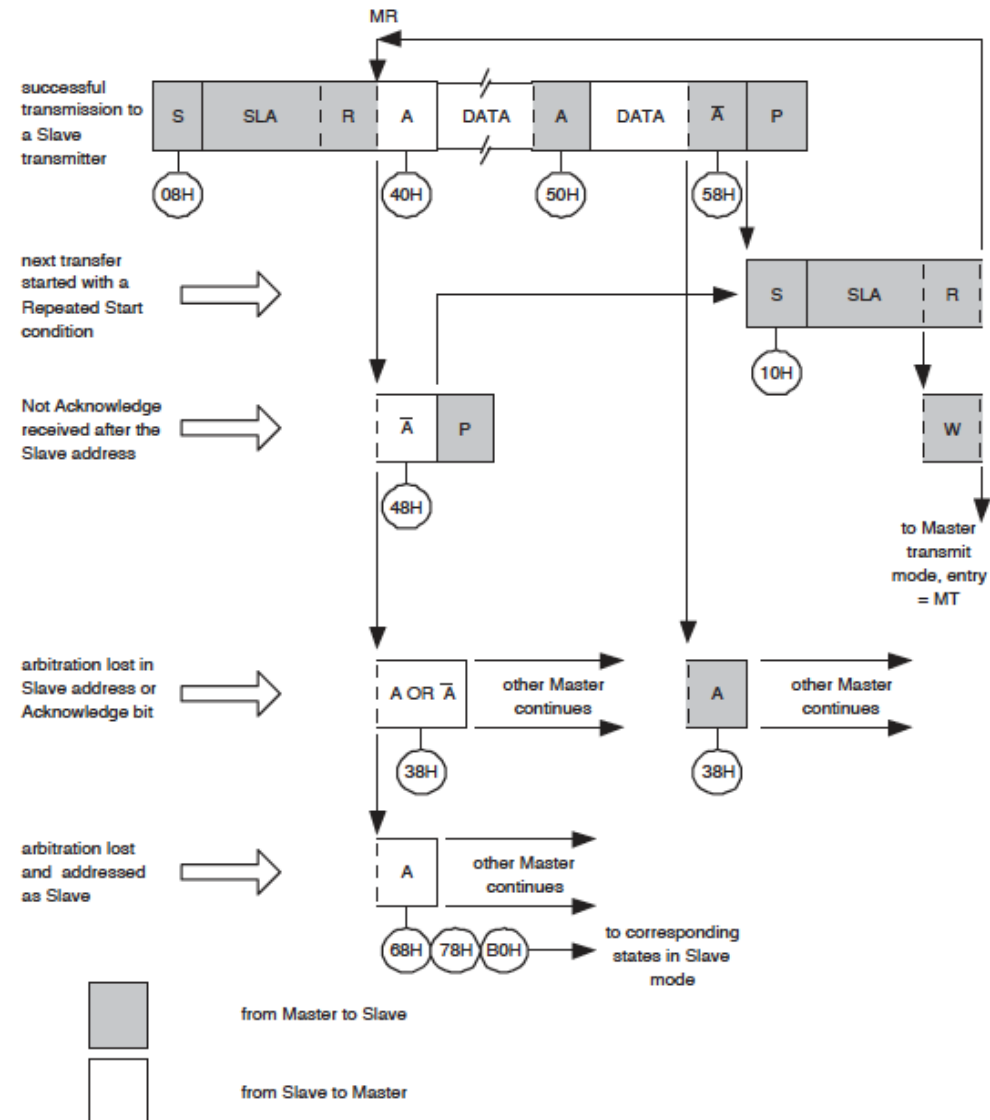 MR
successful
transmission to
a Slave
transmitter
S SLA R A DATA A DATA A̅ P
08H 40H 50H 58H
next transfer
started with a
Repeated Start
condition
S SLA R
10H
Not Acknowledge
received after the
Slave address
A̅ P
W
48H
to Master
transmit
mode, entry
= MT
arbitration lost in
Slave address or
Acknowledge bit
A OR A̅
other Master
continues
A
other Master
continues
38H
38H
arbitration lost
and addressed
as Slave
A
other Master
continues
68H 78H B0H
to corresponding
states in Slave
mode
from Master to Slave
from Slave to Master